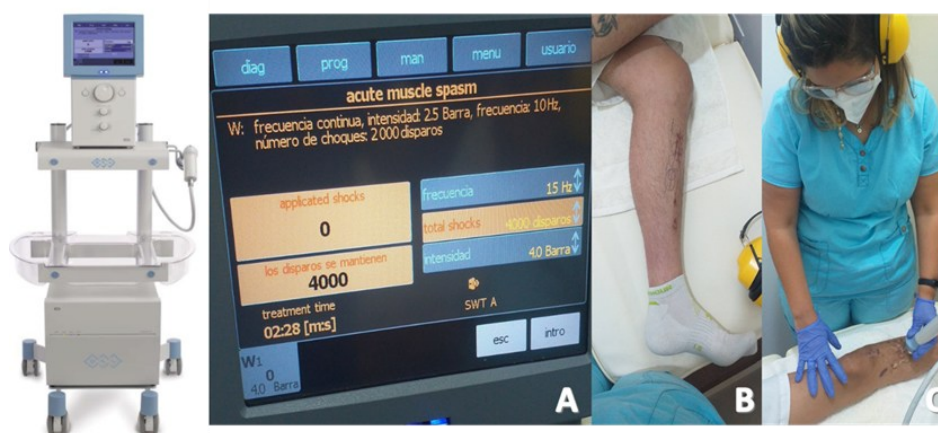 diag
prog
man
menu
usuario
acute muscle spasm
W: frecuencia continua, intensidad: 2.5 Barra, frecuencia: 10 Hz,
número de choques: 2 000 disparos
applicated shocks
0
los disparos se mantienen
4000
frecuencia 15 Hz
total shocks 4000 disparos
intensidad 4.0 Barra
treatment time
02:28 [m:s]
SWT A
esc
intro
W1
0
4.0 Barra
A
B
C